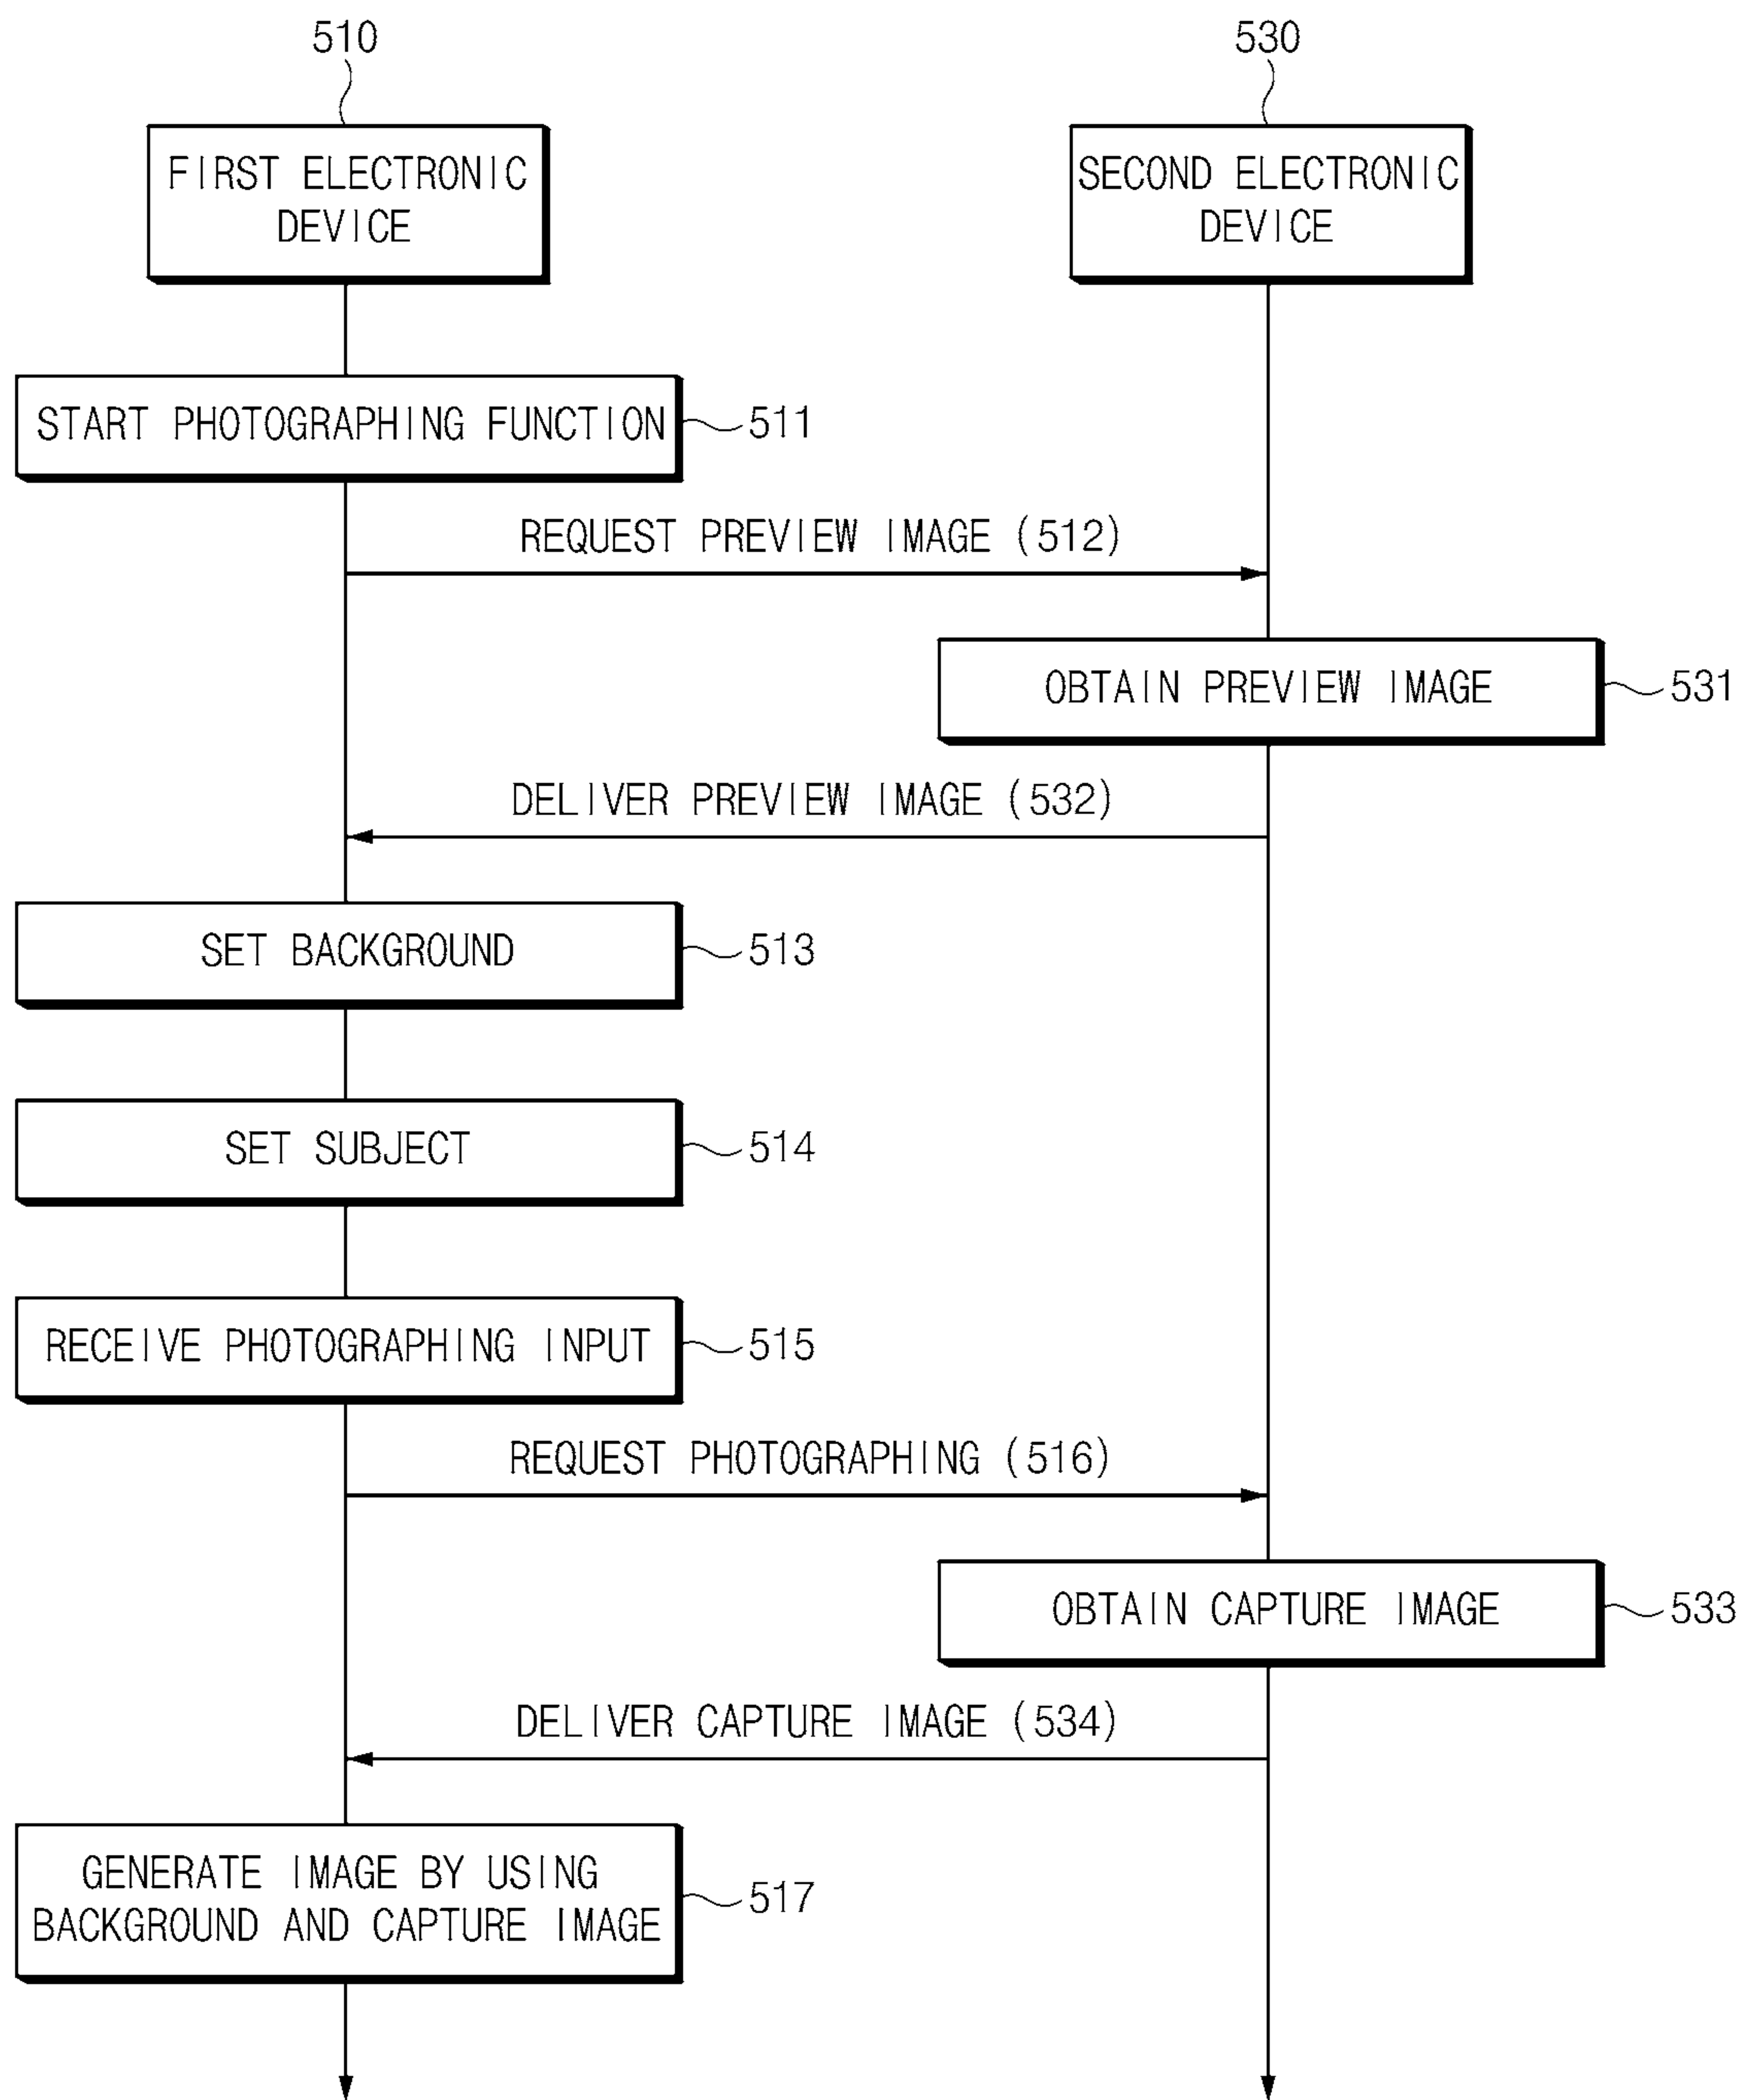 510
530
FIRST ELECTRONIC
DEVICE
SECOND ELECTRONIC
DEVICE
START PHOTOGRAPHING FUNCTION
511
REQUEST PREVIEW IMAGE (512)
OBTAIN PREVIEW IMAGE
531
DELIVER PREVIEW IMAGE (532)
SET BACKGROUND
513
SET SUBJECT
514
RECEIVE PHOTOGRAPHING INPUT
515
REQUEST PHOTOGRAPHING (516)
OBTAIN CAPTURE IMAGE
533
DELIVER CAPTURE IMAGE (534)
GENERATE IMAGE BY USING
BACKGROUND AND CAPTURE IMAGE
517